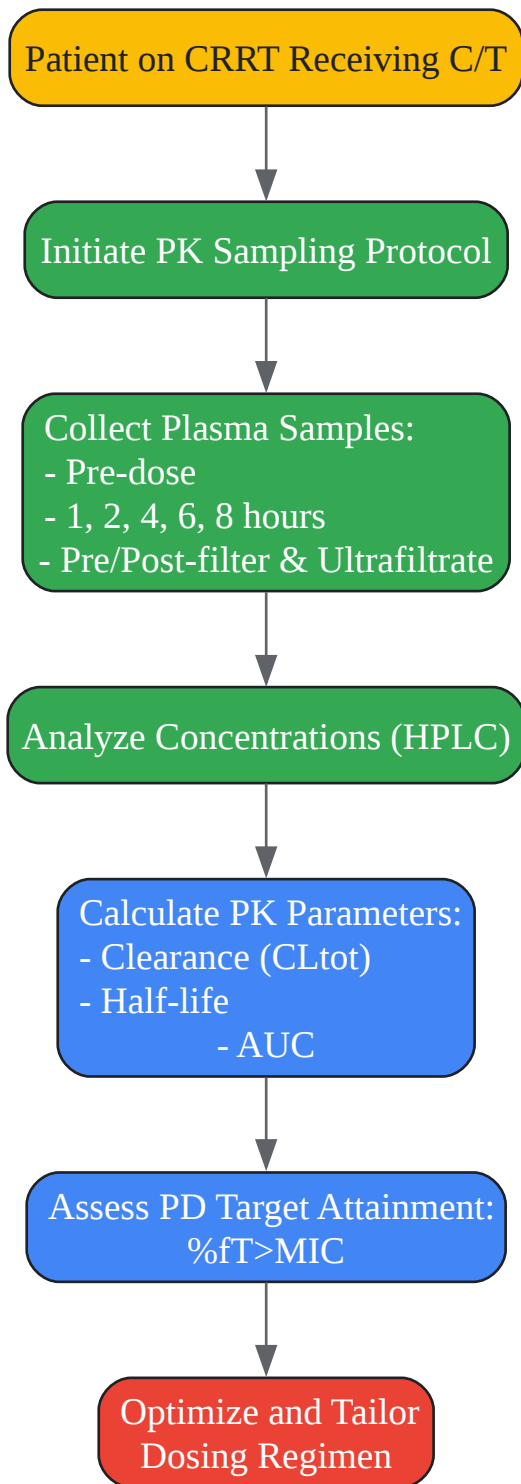 Patient on CRRT Receiving C/T
Initiate PK Sampling Protocol
Collect Plasma Samples:
- Pre-dose
- 1, 2, 4, 6, 8 hours
- Pre/Post-filter & Ultrafiltrate
Analyze Concentrations (HPLC)
Calculate PK Parameters:
- Clearance (CLtot)
- Half-life
- AUC
Assess PD Target Attainment:
%fT>MIC
Optimize and Tailor
Dosing Regimen